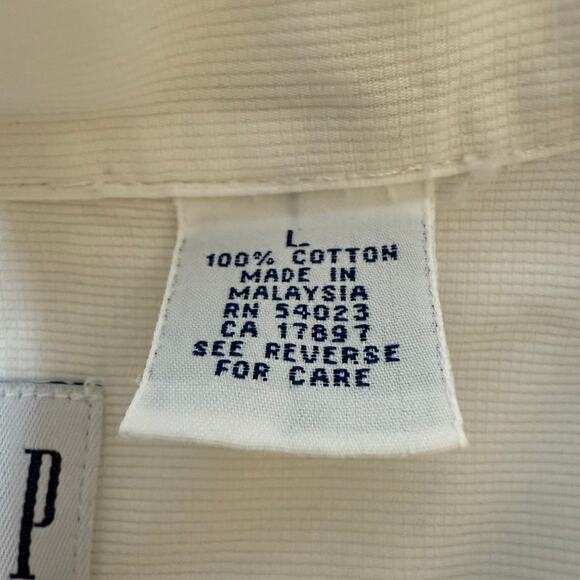 L
100% COTTON
MADE IN
MALAYSIA
RN 54023
CA 17897
SEE REVERSE
FOR CARE
P